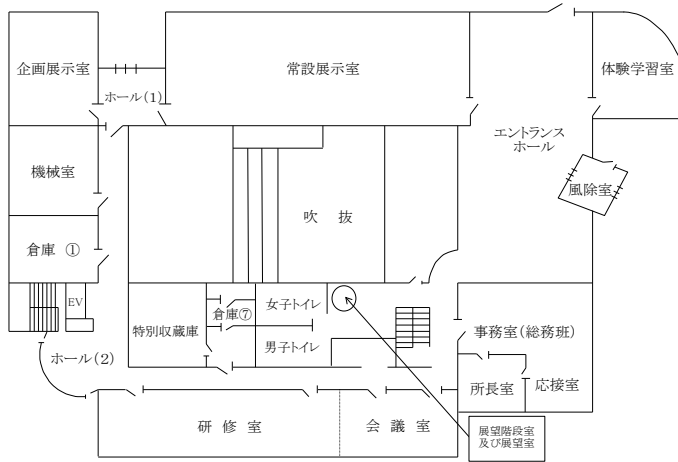 企画展示室
常設展示室
体験学習室
ホール(1)
エントランス
ホール
機械室
風除室
吹　抜
倉庫 ①
EV
女子トイレ
倉庫⑦
特別収蔵庫
事務室(総務班)
男子トイレ
ホール(2)
所長室
応接室
研 修 室
会 議 室
展望階段室
及び展望室